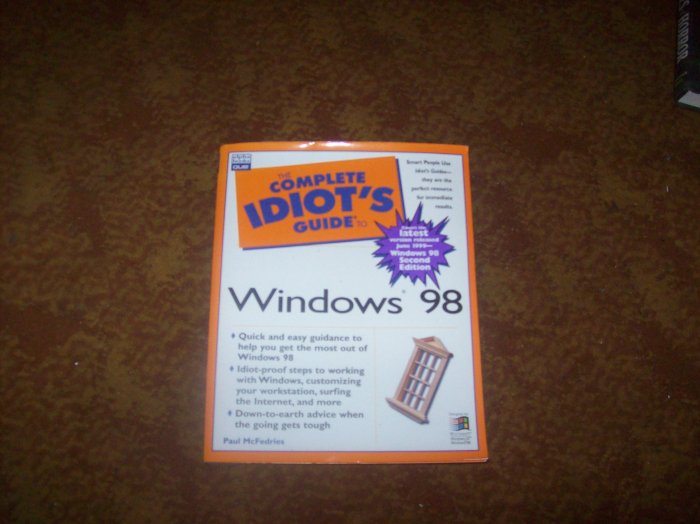 QUE
THE
COMPLETE
IDIOT'S
GUIDE TO
Smart People Use
Idiot's Guides—
they are the
perfect resource
for immediate
results.
latest
version released
June 1999—
Windows 98
Second
Edition
Windows 98
♦ Quick and easy guidance to
help you get the most out of
Windows 98
♦ Idiot-proof steps to working
with Windows, customizing
your workstation, surfing
the Internet, and more
♦ Down-to-earth advice when
the going gets tough
Paul McFedries